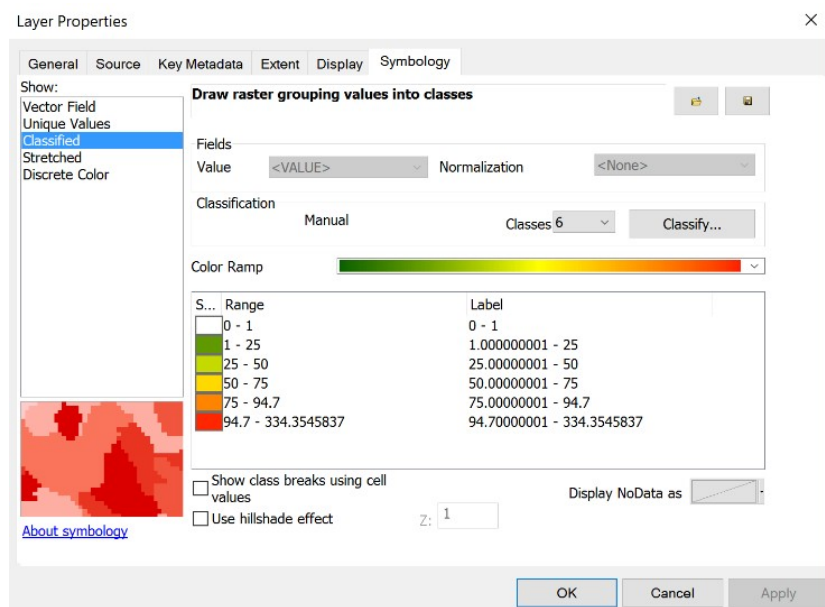 Layer Properties
General Source Key Metadata Extent Display Symbology
Show:
Vector Field
Unique Values
Classified
Stretched
Discrete Color
About symbology
Draw raster grouping values into classes
Fields
Value <VALUE> Normalization <None>
Classification
Manual Classes 6 Classify...
Color Ramp
S... Range Label
0 - 1 0 - 1
1 - 25 1.000000001 - 25
25 - 50 25.00000001 - 50
50 - 75 50.00000001 - 75
75 - 94.7 75.00000001 - 94.7
94.7 - 334.3545837 94.70000001 - 334.3545837
Show class breaks using cell
values
Display NoData as
Use hillshade effect Z: 1
OK Cancel Apply